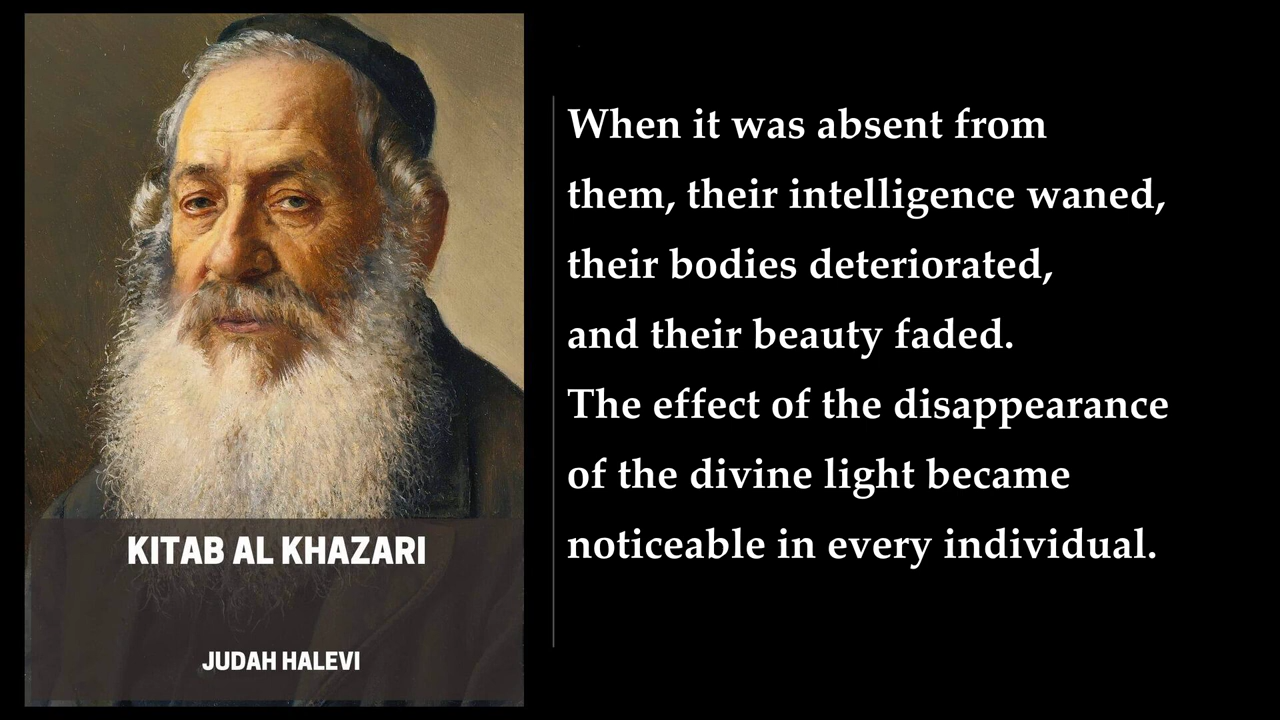 KITAB AL KHAZARI
JUDAH HALEVI
When it was absent from
them, their intelligence waned,
their bodies deteriorated,
and their beauty faded.
The effect of the disappearance
of the divine light became
noticeable in every individual.